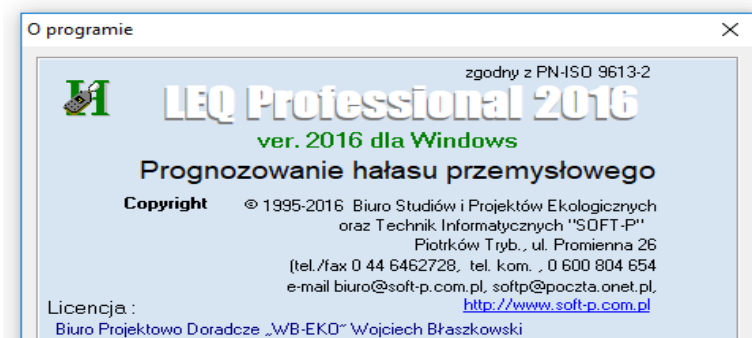 O programie
zgodny z PN-ISO 9613-2
LEQ Professional 2016
ver. 2016 dla Windows
Prognozowanie hałasu przemysłowego
Copyright © 1995-2016 Biuro Studiów i Projektów Ekologicznych
oraz Technik Informatycznych "SOFT-P"
Piotrków Tryb., ul. Promienna 26
(tel./fax 0 44 6462728, tel. kom. , 0 600 804 654
e-mail biuro@soft-p.com.pl, softp@poczta.onet.pl,
http://www.soft-p.com.pl
Licencja :
Biuro Projektowo Doradcze „WB-EKO” Wojciech Błaszkowski